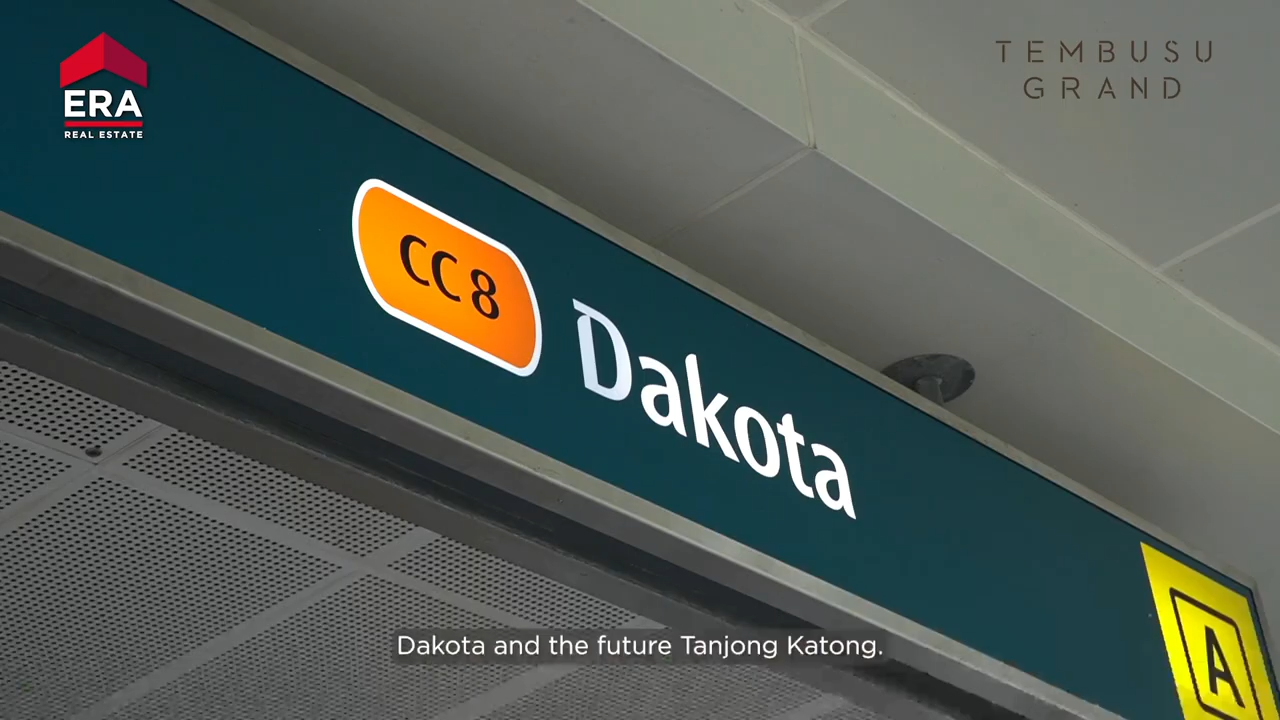 ERA
REAL ESTATE
TEMBUSU
GRAND
CC8
Dakota
A
Dakota and the future Tanjong Katong.